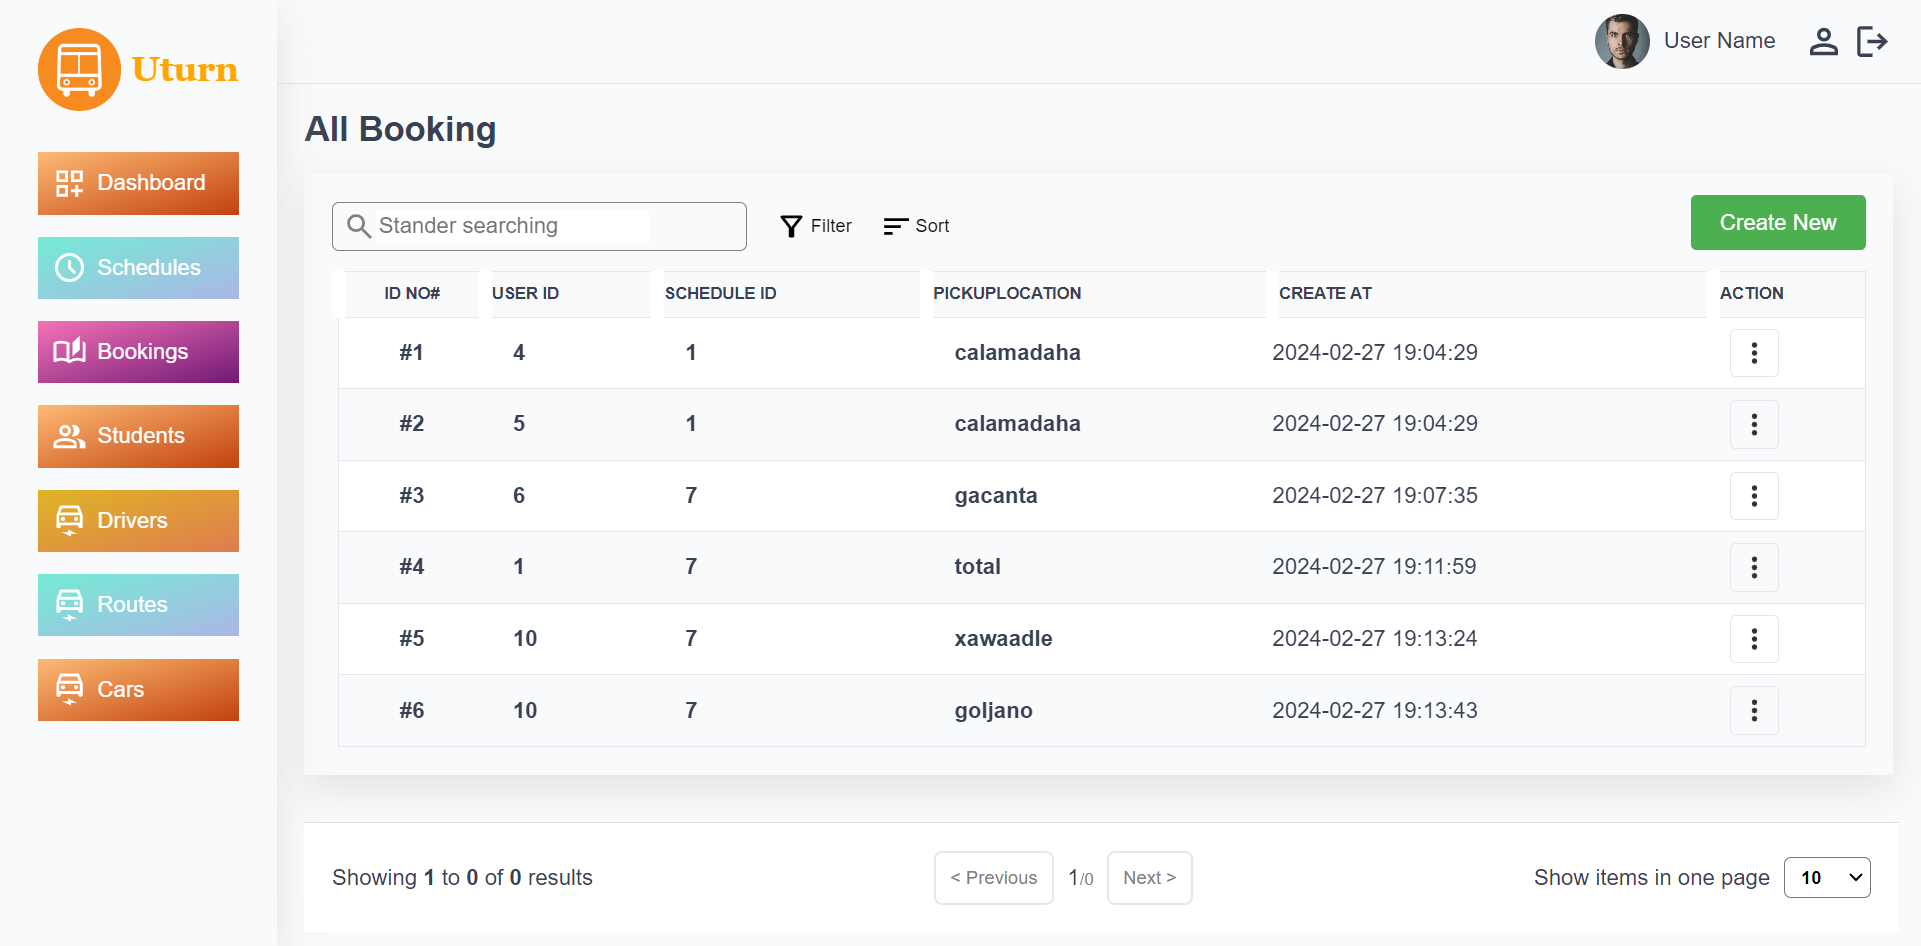 Uturn
User Name
Dashboard
Schedules
Bookings
Students
Drivers
Routes
Cars
All Booking
Stander searching
Filter
Sort
Create New
ID NO# USER ID SCHEDULE ID PICKUPLOCATION CREATE AT ACTION
#1 4 1 calamadaha 2024-02-27 19:04:29
#2 5 1 calamadaha 2024-02-27 19:04:29
#3 6 7 gacanta 2024-02-27 19:07:35
#4 1 7 total 2024-02-27 19:11:59
#5 10 7 xawaadle 2024-02-27 19:13:24
#6 10 7 goljano 2024-02-27 19:13:43
Showing 1 to 0 of 0 results
< Previous 1/0 Next >
Show items in one page 10